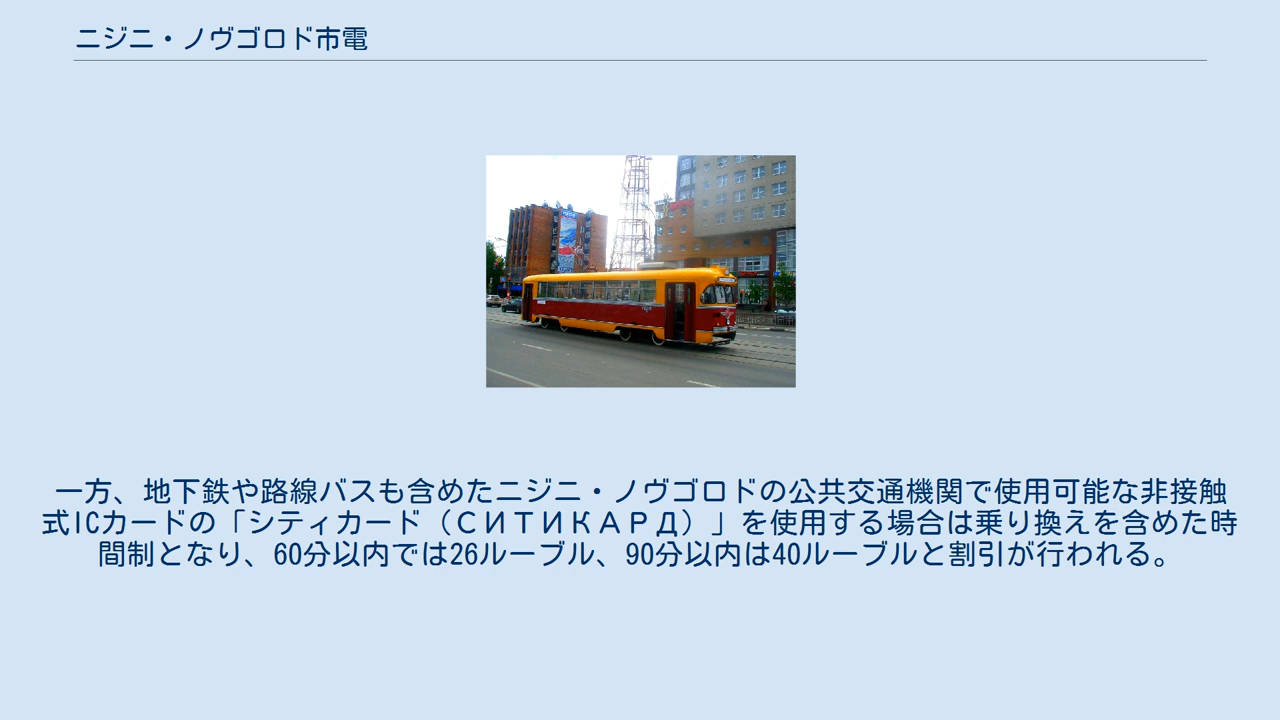 ニジニ・ノヴゴロド市電
一方、地下鉄や路線バスも含めたニジニ・ノヴゴロドの公共交通機関で使用可能な非接触
式ICカードの「シティカード（СИТИКАРД）」を使用する場合は乗り換えを含めた時
間制となり、60分以内では26ルーブル、90分以内は40ルーブルと割引が行われる。